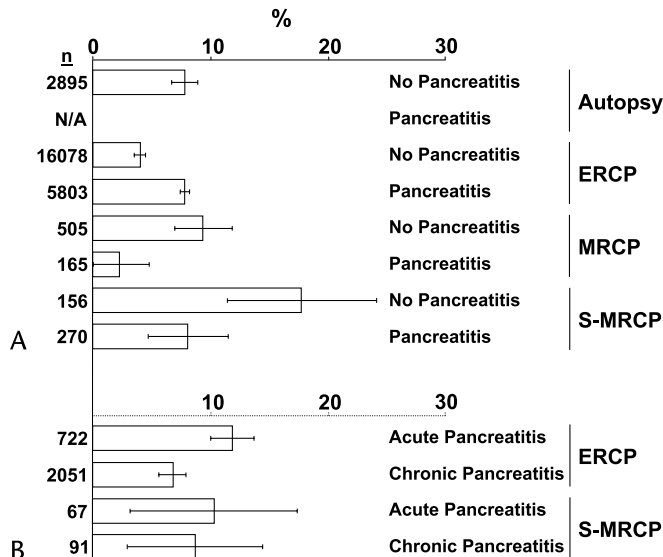 %
0 10 20 30
n
2895 No Pancreatitis
Autopsy
N/A Pancreatitis
16078 No Pancreatitis
ERCP
5803 Pancreatitis
505 No Pancreatitis
MRCP
165 Pancreatitis
156 No Pancreatitis
S-MRCP
A 270 Pancreatitis
10 20 30
722 Acute Pancreatitis
ERCP
2051 Chronic Pancreatitis
67 Acute Pancreatitis
S-MRCP
B 91 Chronic Pancreatitis